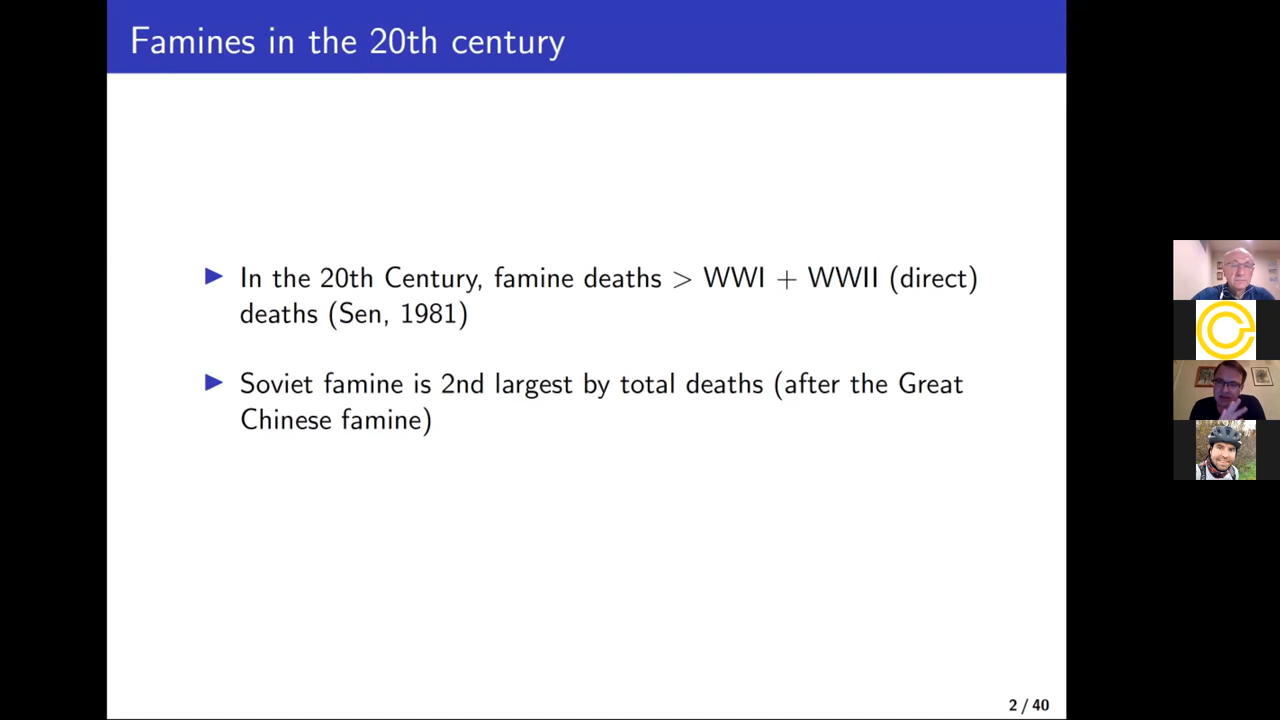 Famines in the 20th century
▶ In the 20th Century, famine deaths > WWI + WWII (direct)
deaths (Sen, 1981)
▶ Soviet famine is 2nd largest by total deaths (after the Great
Chinese famine)
2 / 40